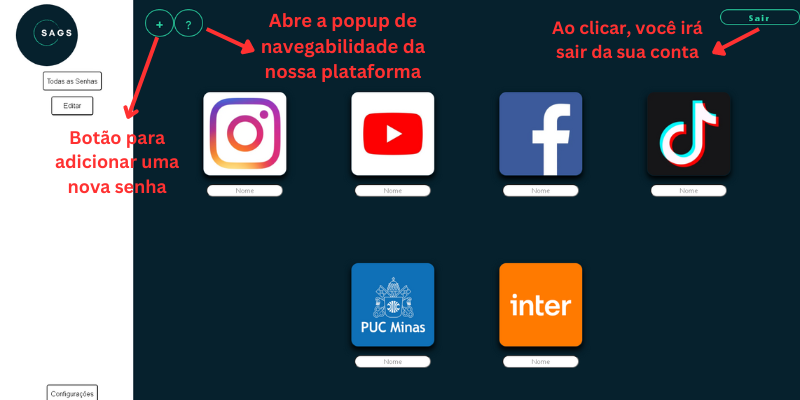 SAGS
+
?
Sair
Abre a popup de
navegabilidade da
nossa plataforma
Ao clicar, você irá
sair da sua conta
Todas as Senhas
Editar
Botão para
adicionar uma
nova senha
Nome
Nome
Nome
Nome
PUC Minas
inter
Nome
Nome
Configurações